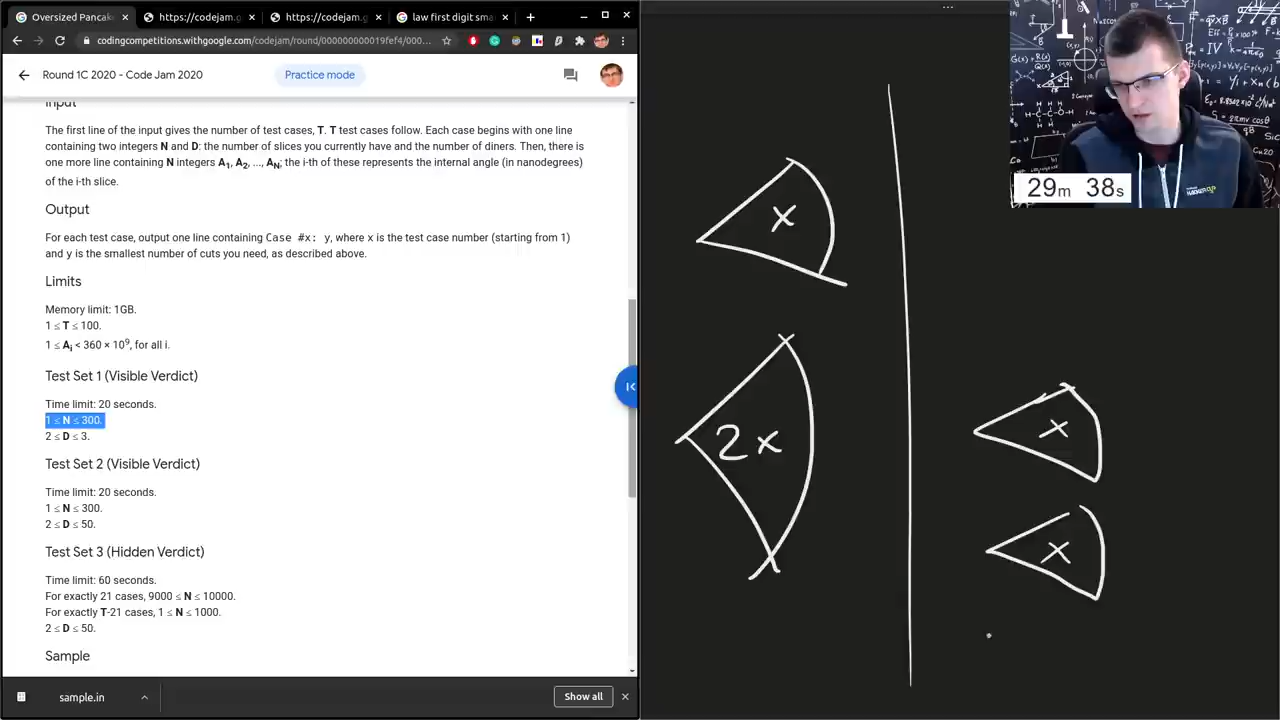 Oversized Pancak
https://codejam.g
https://codejam.g
law first digit sma
codingcompetitions.withgoogle.com/codejam/round/000000000019fef4/000...
Round 1C 2020 - Code Jam 2020
Practice mode
Input
The first line of the input gives the number of test cases, T. T test cases follow. Each case begins with one line
containing two integers N and D: the number of slices you currently have and the number of diners. Then, there is
one more line containing N integers A1, A2, ..., AN; the i-th of these represents the internal angle (in nanodegrees)
of the i-th slice.
Output
For each test case, output one line containing Case #x: y, where x is the test case number (starting from 1)
and y is the smallest number of cuts you need, as described above.
Limits
Memory limit: 1GB.
1 ≤ T ≤ 100.
1 ≤ Ai < 360 × 10⁹, for all i.
Test Set 1 (Visible Verdict)
Time limit: 20 seconds.
1 ≤ N ≤ 300.
2 ≤ D ≤ 3.
Test Set 2 (Visible Verdict)
Time limit: 20 seconds.
1 ≤ N ≤ 300.
2 ≤ D ≤ 50.
Test Set 3 (Hidden Verdict)
Time limit: 60 seconds.
For exactly 21 cases, 9000 ≤ N ≤ 10000.
For exactly T-21 cases, 1 ≤ N ≤ 1000.
2 ≤ D ≤ 50.
Sample
sample.in
Show all
x
2x
x
x
29m 38s